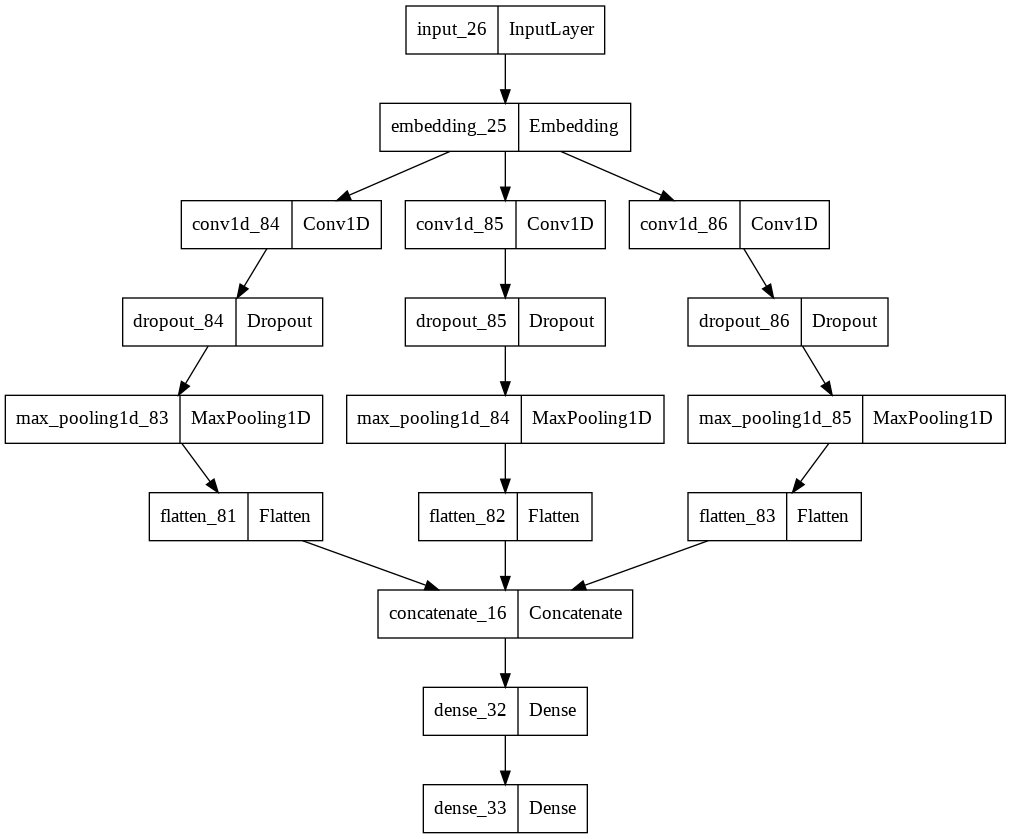 input_26 InputLayer
embedding_25 Embedding
conv1d_84 Conv1D conv1d_85 Conv1D conv1d_86 Conv1D
dropout_84 Dropout dropout_85 Dropout dropout_86 Dropout
max_pooling1d_83 MaxPooling1D max_pooling1d_84 MaxPooling1D max_pooling1d_85 MaxPooling1D
flatten_81 Flatten flatten_82 Flatten flatten_83 Flatten
concatenate_16 Concatenate
dense_32 Dense
dense_33 Dense